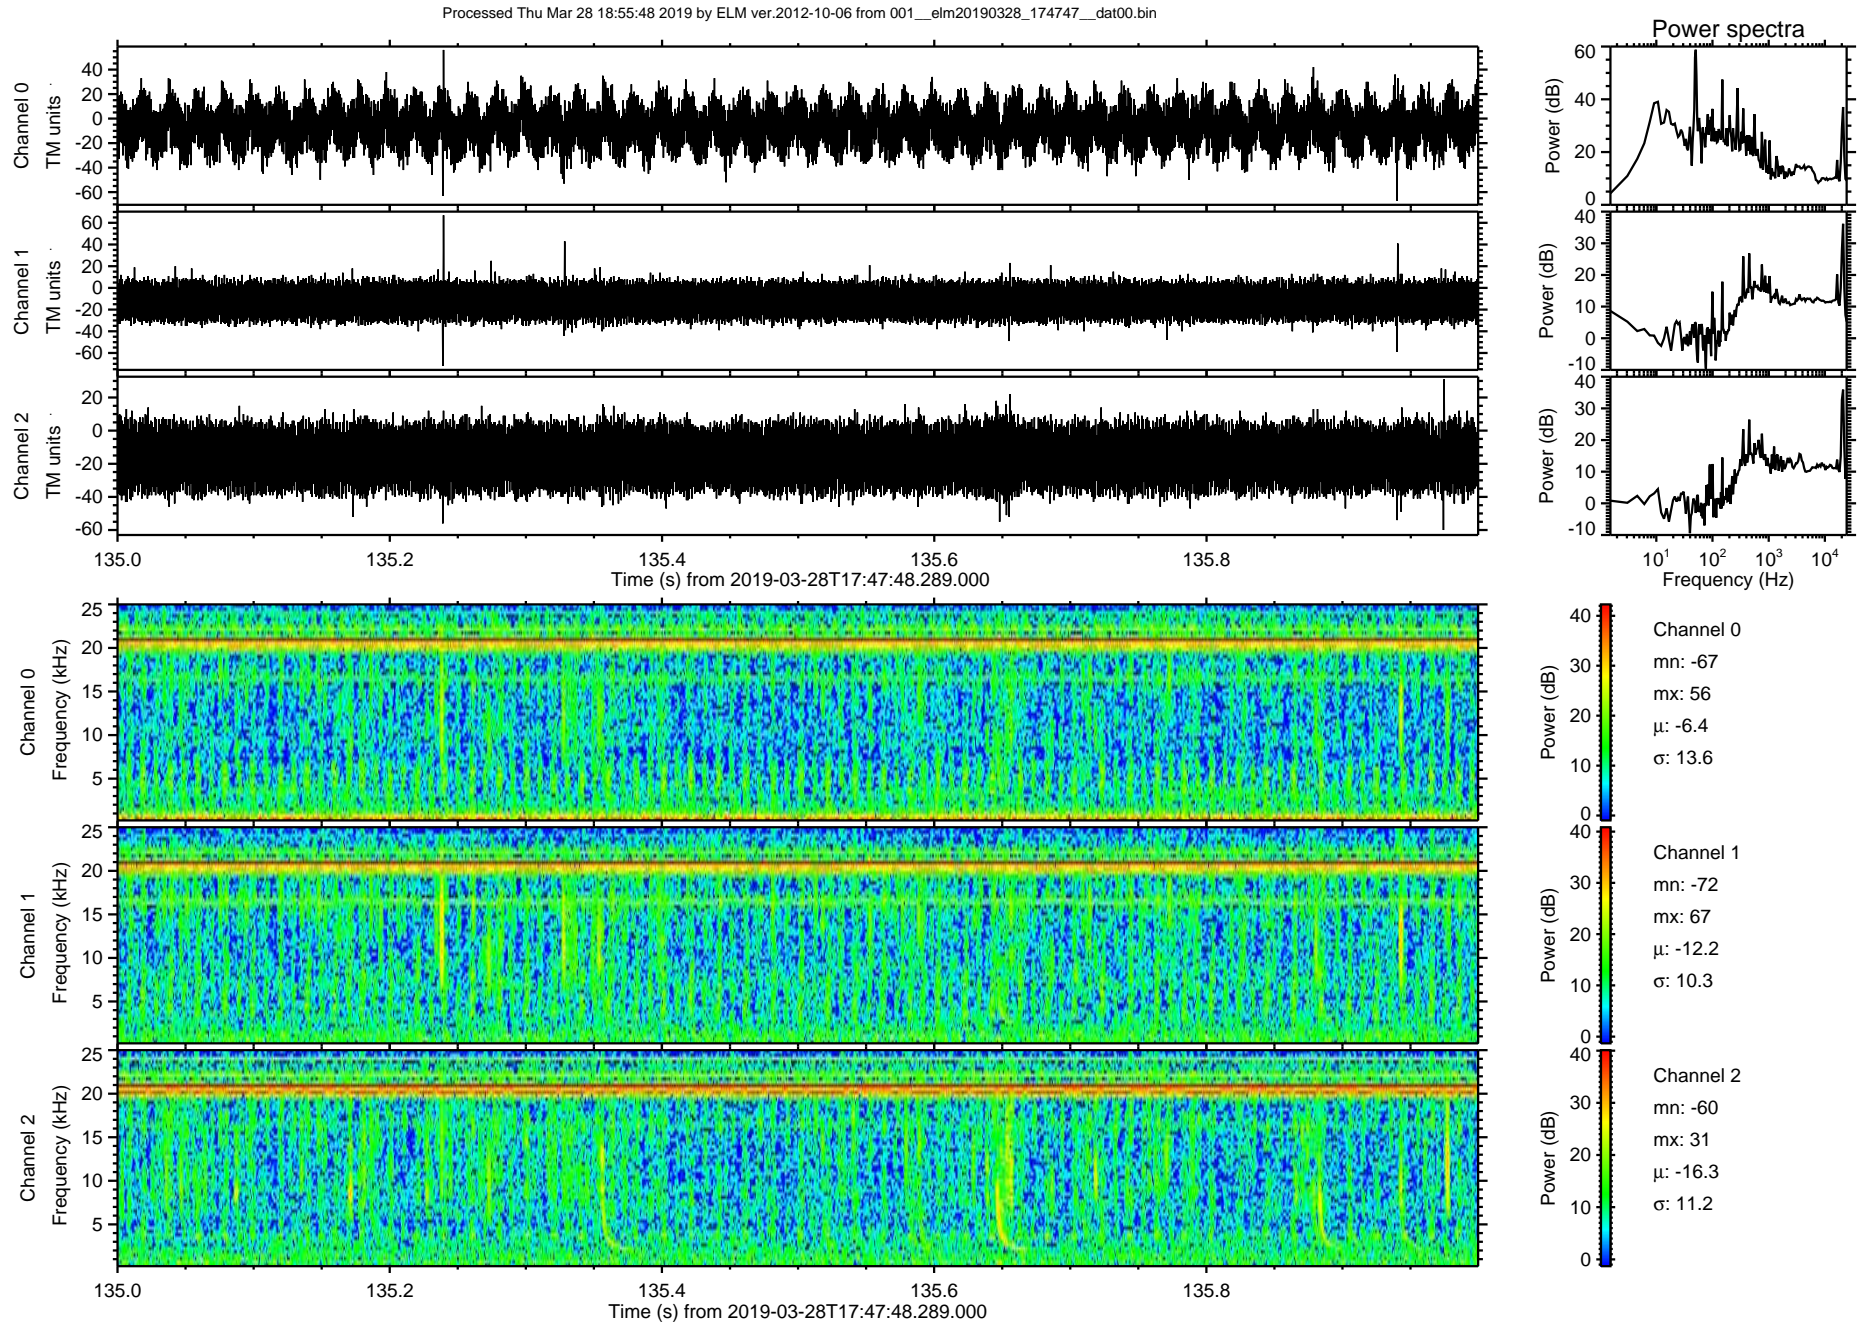 Processed Thu Mar 28 18:55:48 2019 by ELM ver.2012-10-06 from 001__elm20190328_174747__dat00.bin
Power spectra
Channel 0
TM units
40
20
0
-20
-40
-60
Power (dB)
60
40
20
0
Channel 1
TM units
60
40
20
0
-20
-40
-60
Power (dB)
40
30
20
10
0
-10
Channel 2
TM units
20
0
-20
-40
-60
Power (dB)
40
30
20
10
0
-10
135.0 135.2 135.4 135.6 135.8
Time (s) from 2019-03-28T17:47:48.289.000
10^1 10^2 10^3 10^4
Frequency (Hz)
Channel 0
Frequency (kHz)
25
20
15
10
5
Power (dB)
40
30
20
10
0
Channel 0
mn: -67
mx: 56
μ: -6.4
σ: 13.6
Channel 1
Frequency (kHz)
25
20
15
10
5
Power (dB)
40
30
20
10
0
Channel 1
mn: -72
mx: 67
μ: -12.2
σ: 10.3
Channel 2
Frequency (kHz)
25
20
15
10
5
Power (dB)
40
30
20
10
0
Channel 2
mn: -60
mx: 31
μ: -16.3
σ: 11.2
135.0 135.2 135.4 135.6 135.8
Time (s) from 2019-03-28T17:47:48.289.000